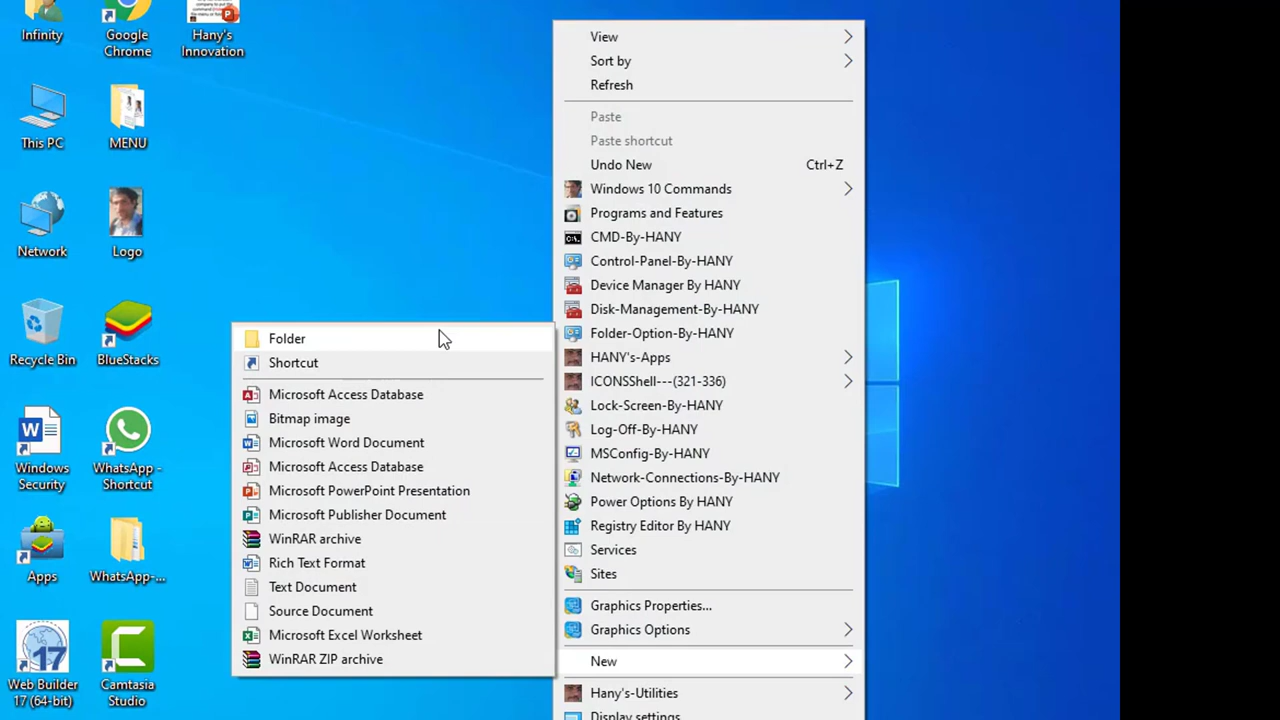 Infinity
Google
Chrome
Hany's
Innovation
This PC
MENU
Network
Logo
Recycle Bin
BlueStacks
Windows
Security
WhatsApp -
Shortcut
Apps
WhatsApp-...
Web Builder
17 (64-bit)
Camtasia
Studio
Folder
Shortcut
Microsoft Access Database
Bitmap image
Microsoft Word Document
Microsoft Access Database
Microsoft PowerPoint Presentation
Microsoft Publisher Document
WinRAR archive
Rich Text Format
Text Document
Source Document
Microsoft Excel Worksheet
WinRAR ZIP archive
View
Sort by
Refresh
Paste
Paste shortcut
Undo New Ctrl+Z
Windows 10 Commands
Programs and Features
CMD-By-HANY
Control-Panel-By-HANY
Device Manager By HANY
Disk-Management-By-HANY
Folder-Option-By-HANY
HANY's-Apps
ICONSShell---(321-336)
Lock-Screen-By-HANY
Log-Off-By-HANY
MSConfig-By-HANY
Network-Connections-By-HANY
Power Options By HANY
Registry Editor By HANY
Services
Sites
Graphics Properties...
Graphics Options
New
Hany's-Utilities
Display settings